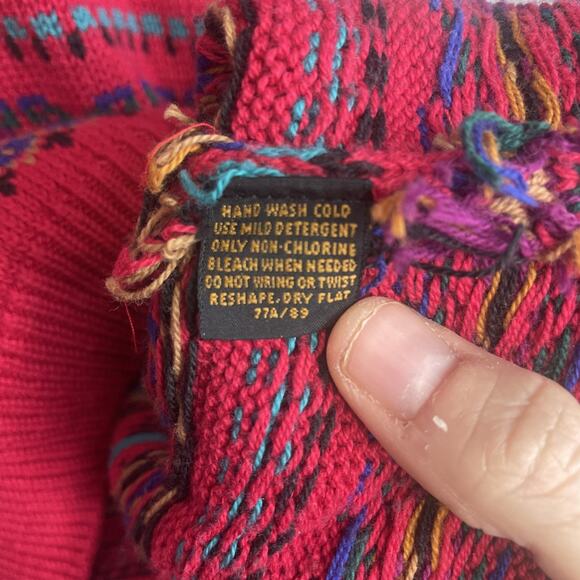 HAND WASH COLD
USE MILD DETERGENT
ONLY NON-CHLORINE
BLEACH WHEN NEEDED
DO NOT WRING OR TWIST
RESHAPE, DRY FLAT
77A/89